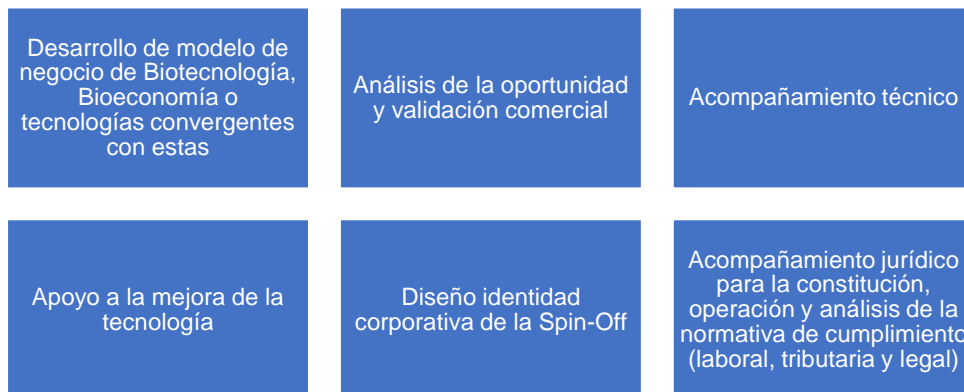 Desarrollo de modelo de
negocio de Biotecnología,
Bioeconomía o
tecnologías convergentes
con estas
Análisis de la oportunidad
y validación comercial
Acompañamiento técnico
Apoyo a la mejora de la
tecnología
Diseño identidad
corporativa de la Spin-Off
Acompañamiento jurídico
para la constitución,
operación y análisis de la
normativa de cumplimiento
(laboral, tributaria y legal)